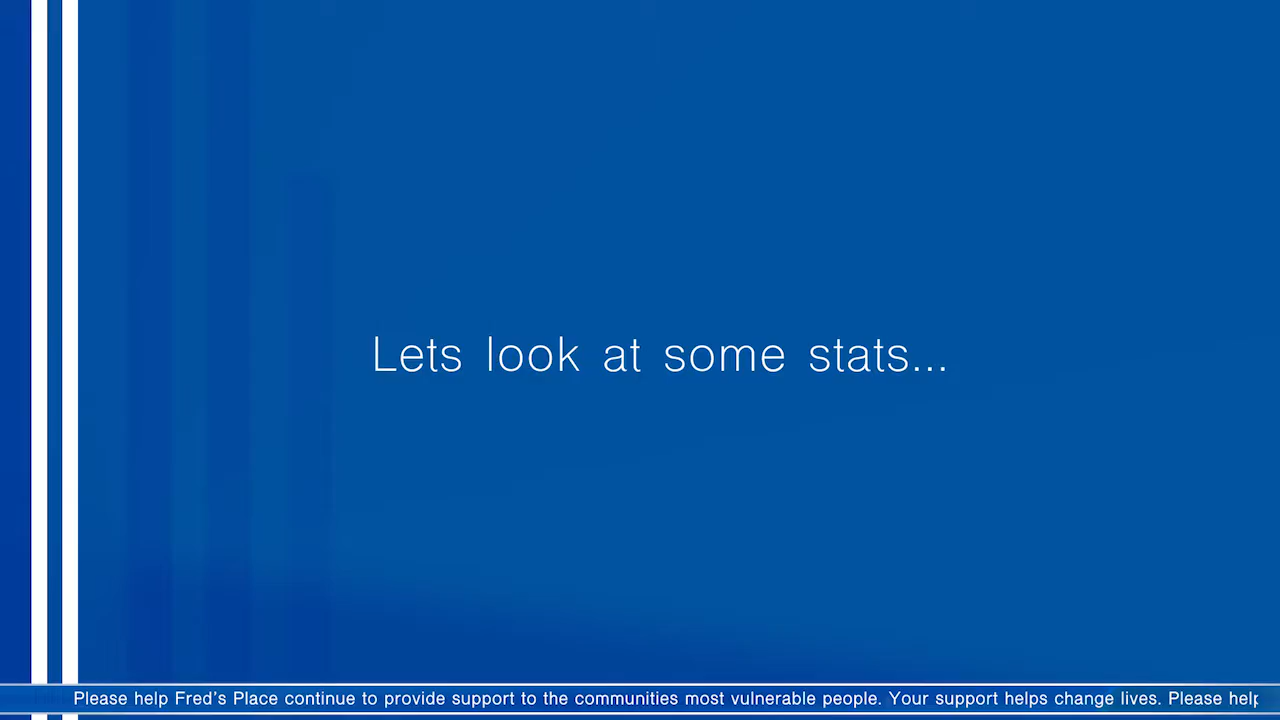 Lets look at some stats...
Please help Fred's Place continue to provide support to the communities most vulnerable people. Your support helps change lives. Please help